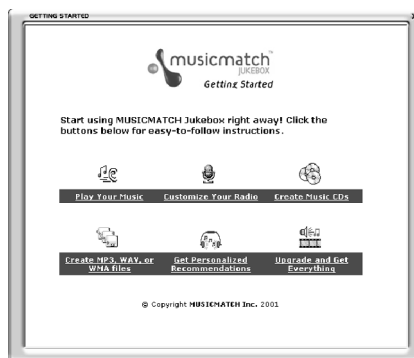 GETTING STARTED
musicmatch™
JUKEBOX
Getting Started
Start using MUSICMATCH Jukebox right away! Click the
buttons below for easy-to-follow instructions.
Play Your Music Customize Your Radio Create Music CDs
Create MP3, WAV, or Get Personalized Upgrade and Get
WMA files Recommendations Everything
© Copyright MUSICMATCH Inc. 2001